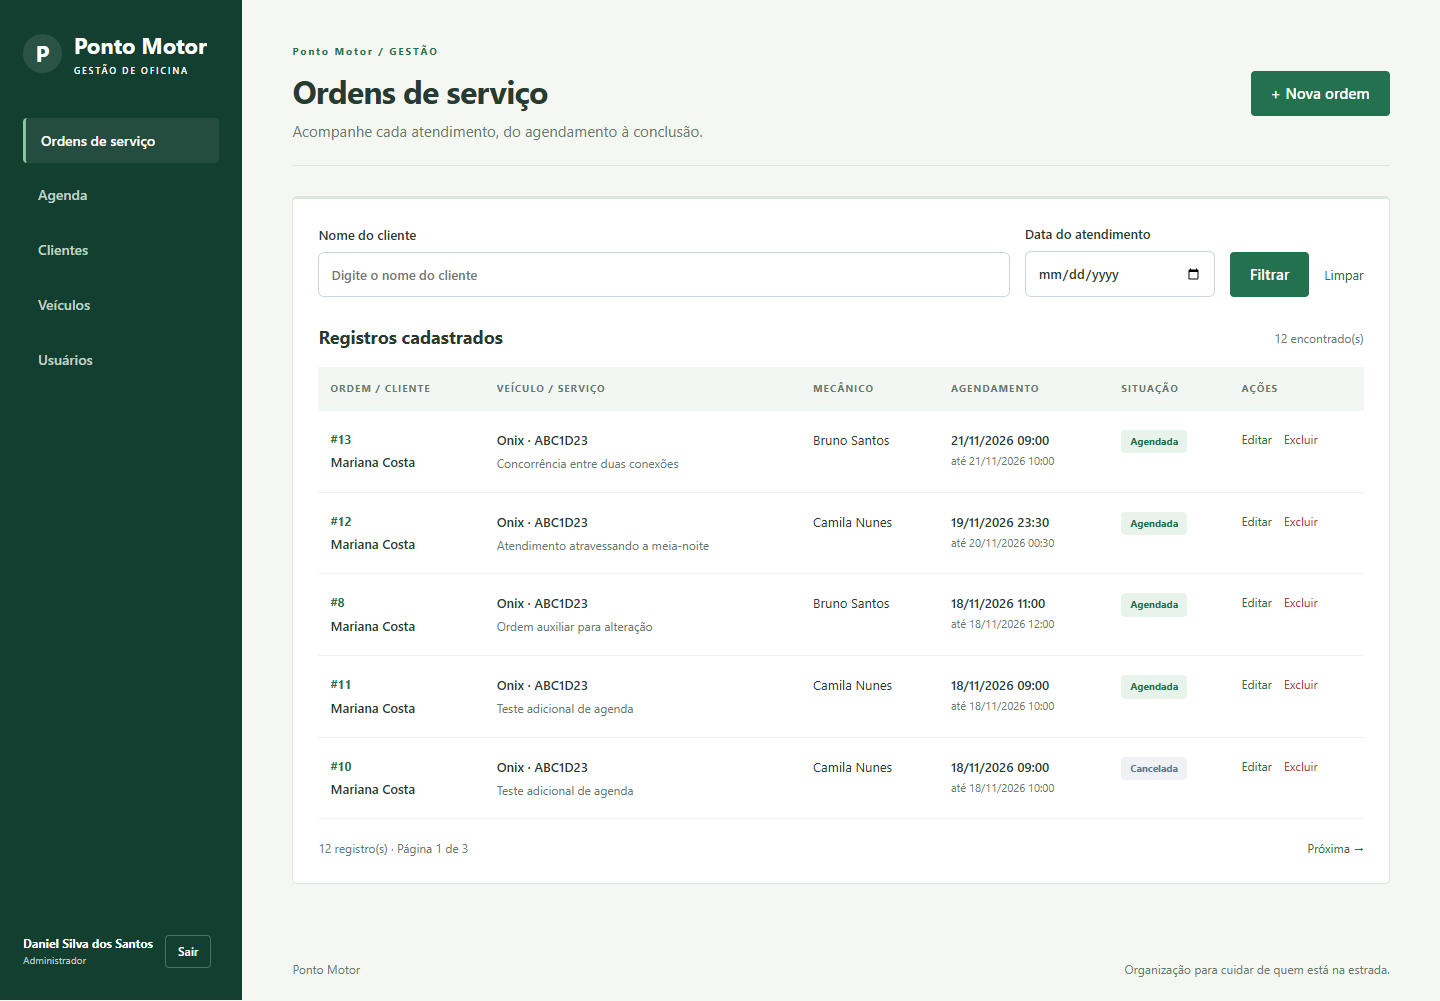 P
Ponto Motor
GESTÃO DE OFICINA
Ordens de serviço
Agenda
Clientes
Veículos
Usuários
Daniel Silva dos Santos
Administrador
Sair
Ponto Motor / GESTÃO
Ordens de serviço
Acompanhe cada atendimento, do agendamento à conclusão.
+ Nova ordem
Nome do cliente
Digite o nome do cliente
Data do atendimento
mm/dd/yyyy
Filtrar
Limpar
Registros cadastrados
12 encontrado(s)
ORDEM / CLIENTE VEÍCULO / SERVIÇO MECÂNICO AGENDAMENTO SITUAÇÃO AÇÕES
#13 Onix · ABC1D23 Bruno Santos 21/11/2026 09:00 Agendada Editar Excluir
Mariana Costa Concorrência entre duas conexões até 21/11/2026 10:00
#12 Onix · ABC1D23 Camila Nunes 19/11/2026 23:30 Agendada Editar Excluir
Mariana Costa Atendimento atravessando a meia-noite até 20/11/2026 00:30
#8 Onix · ABC1D23 Bruno Santos 18/11/2026 11:00 Agendada Editar Excluir
Mariana Costa Ordem auxiliar para alteração até 18/11/2026 12:00
#11 Onix · ABC1D23 Camila Nunes 18/11/2026 09:00 Agendada Editar Excluir
Mariana Costa Teste adicional de agenda até 18/11/2026 10:00
#10 Onix · ABC1D23 Camila Nunes 18/11/2026 09:00 Cancelada Editar Excluir
Mariana Costa Teste adicional de agenda até 18/11/2026 10:00
12 registro(s) · Página 1 de 3
Próxima →
Ponto Motor
Organização para cuidar de quem está na estrada.